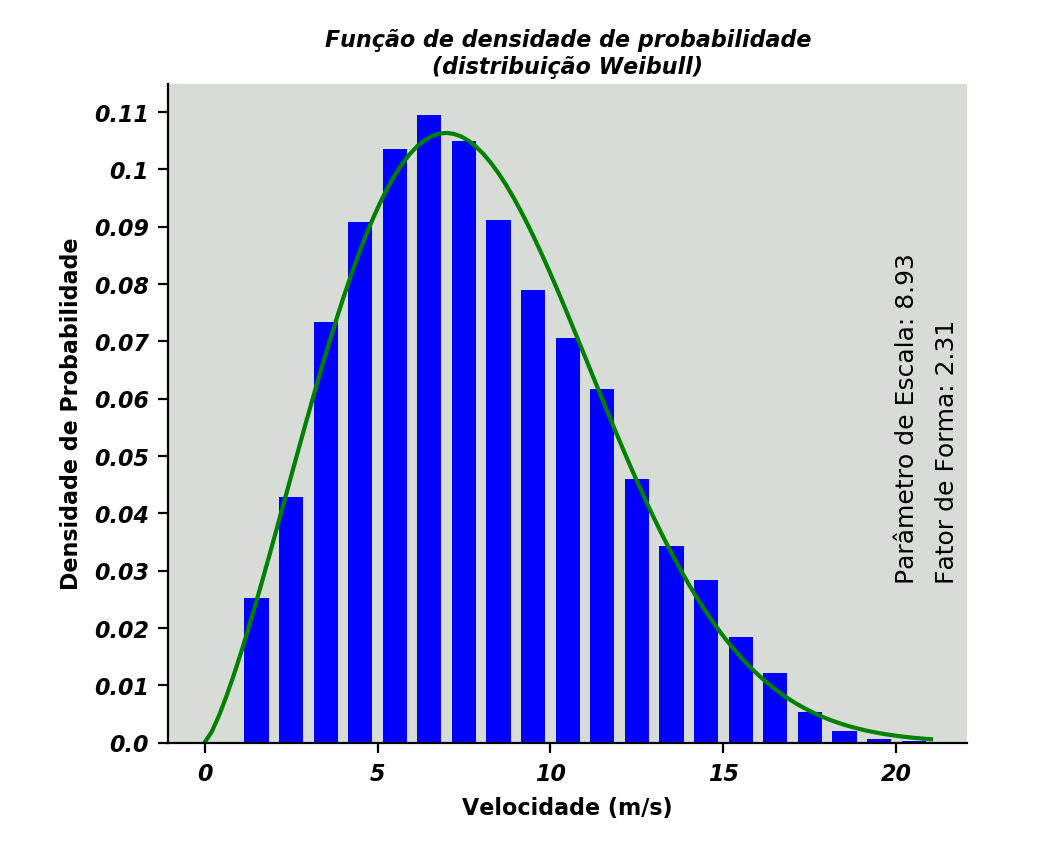 Função de densidade de probabilidade
(distribuição Weibull)
0.11
0.1
0.09
0.08
0.07
0.06
0.05
0.04
0.03
0.02
0.01
0.0
Densidade de Probabilidade
Parâmetro de Escala: 8.93
Fator de Forma: 2.31
0 5 10 15 20
Velocidade (m/s)